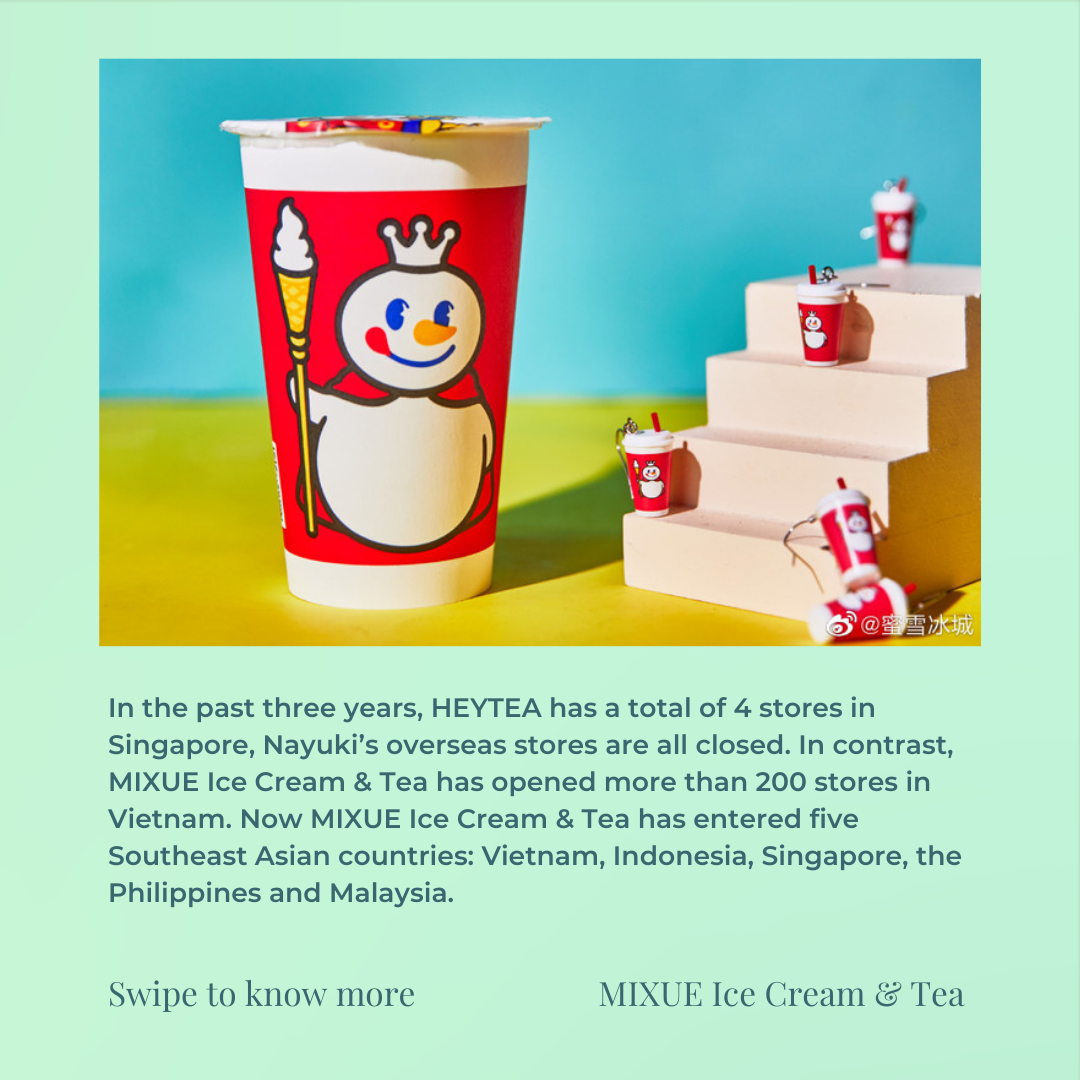 @蜜雪冰城
In the past three years, HEYTEA has a total of 4 stores in
Singapore, Nayuki’s overseas stores are all closed. In contrast,
MIXUE Ice Cream & Tea has opened more than 200 stores in
Vietnam. Now MIXUE Ice Cream & Tea has entered five
Southeast Asian countries: Vietnam, Indonesia, Singapore, the
Philippines and Malaysia.
Swipe to know more
MIXUE Ice Cream & Tea